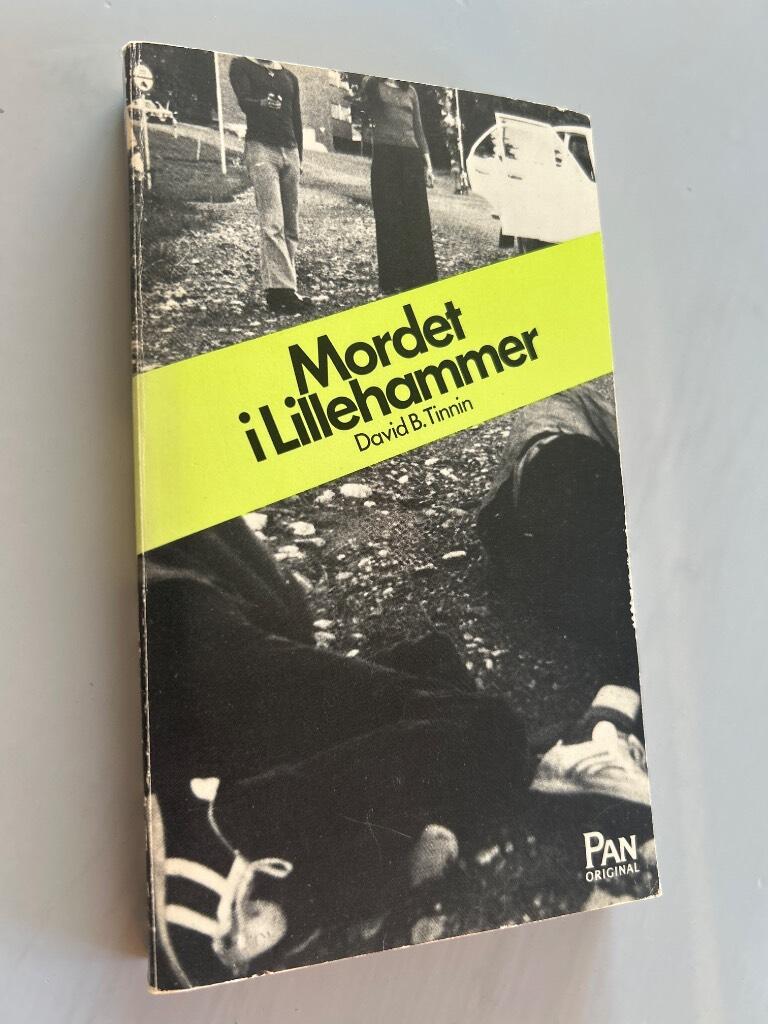 Mordet
i Lillehammer
David B. Tinnin
PAN
ORIGINAL